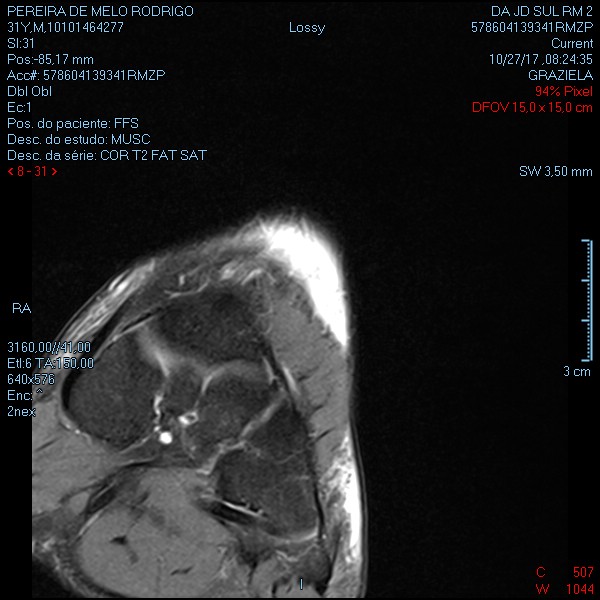 PEREIRA DE MELO RODRIGO
31Y,M,10101464277
Sl:31
Pos:-85,17 mm
Acc#: 578604139341RMZP
Dbl Obl
Ec:1
Pos. do paciente: FFS
Desc. do estudo: MUSC
Desc. da série: COR T2 FAT SAT
< 8 - 31 >
Lossy
DA JD SUL RM 2
578604139341RMZP
Current
10/27/17 ,08:24:35
GRAZIELA
94% Pixel
DFOV 15,0 x 15,0 cm
SW 3,50 mm
RA
3160,00//41,00
Etl:6 TA:150,00
640x576
Enc: ^
2nex
3 cm
I
C 507
W 1044